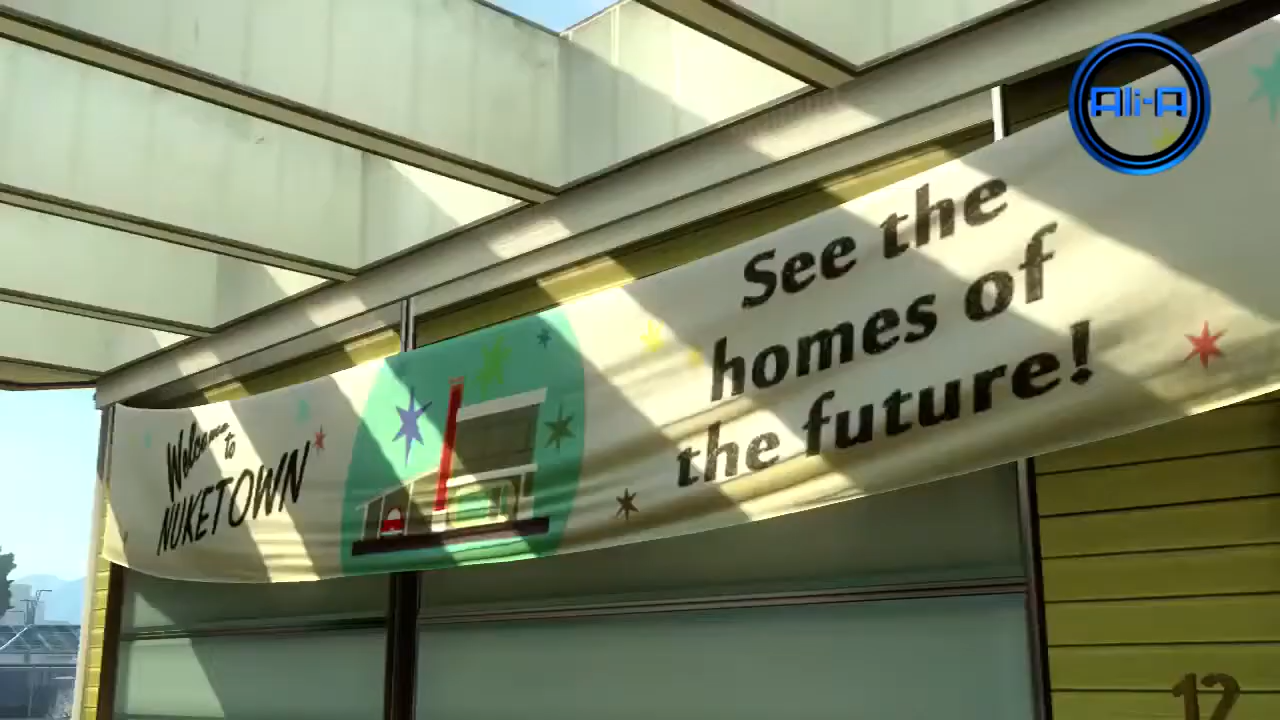 Ali-A
See the
homes of
the future!
Welcome
to
NUKETOWN
12